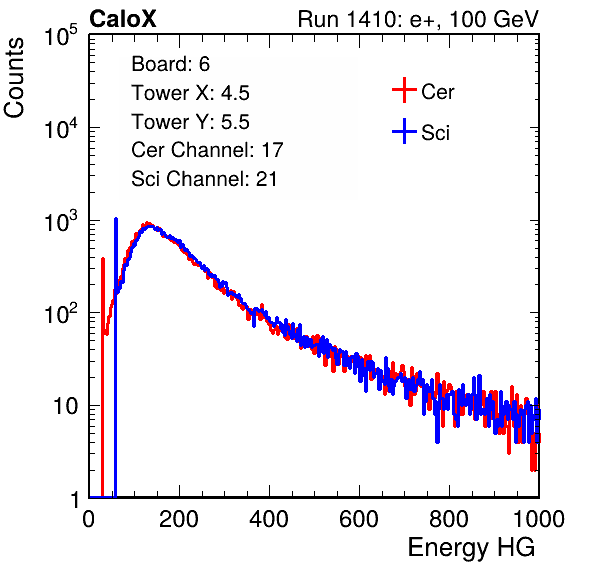 CaloX Run 1410: e+, 100 GeV
Board: 6
Tower X: 4.5
Tower Y: 5.5
Cer Channel: 17
Sci Channel: 21
Cer
Sci
Counts
10^5
10^4
10^3
10^2
10
1
0 200 400 600 800 1000
Energy HG